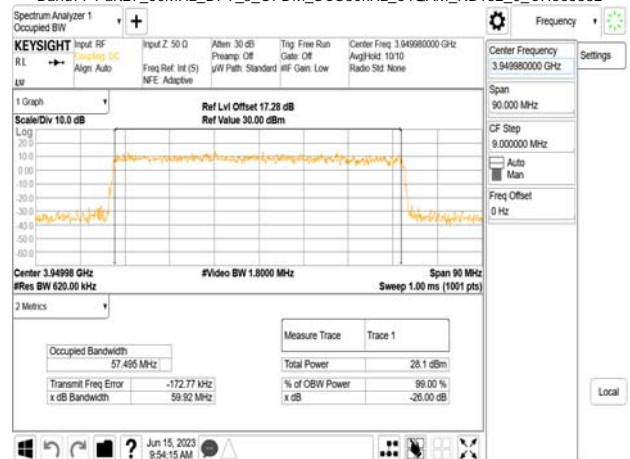 Spectrum Analyzer 1
Occupied BW
Frequency
KEYSIGHT
RL
Input: RF
Coupling: DC
Align: Auto
Input Z: 50 Ω
Freq Ref: Int (S)
NFE: Adaptive
Atten: 30 dB
Preamp: Off
µW Path: Standard
Trig: Free Run
Gate: Off
#IF Gain: Low
Center Freq: 3.949980000 GHz
Avg|Hold: 10/10
Radio Std: None
Center Frequency
3.949980000 GHz
Settings
Span
90.000 MHz
CF Step
9.000000 MHz
Auto
Man
Freq Offset
0 Hz
Local
1 Graph
Scale/Div 10.0 dB
Ref Lvl Offset 17.28 dB
Ref Value 30.00 dBm
Log
20.0
10.0
0.00
-10.0
-20.0
-30.0
-40.0
-50.0
-60.0
Center 3.94998 GHz
#Video BW 1.8000 MHz
Span 90 MHz
#Res BW 620.00 kHz
Sweep 1.00 ms (1001 pts)
2 Metrics
Measure Trace
Trace 1
Occupied Bandwidth
57.495 MHz
Total Power
28.1 dBm
Transmit Freq Error
-172.77 kHz
% of OBW Power
99.00 %
x dB Bandwidth
59.92 MHz
x dB
-26.00 dB
?
Jun 15, 2023
9:54:15 AM